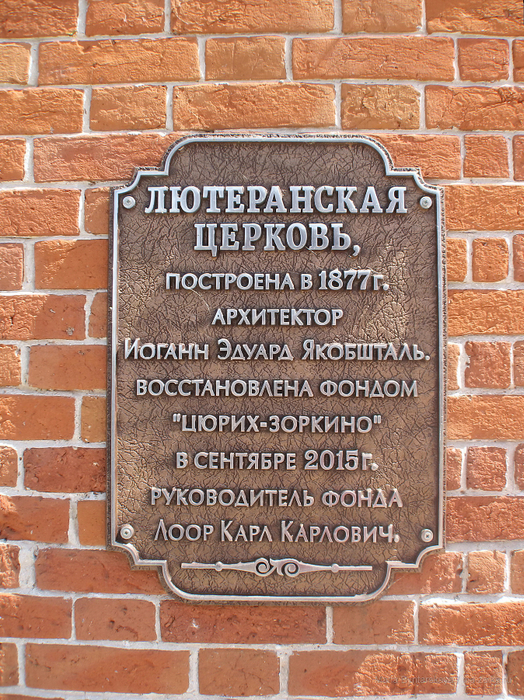 ЛЮТЕРАНСКАЯ
ЦЕРКОВЬ,
ПОСТРОЕНА В 1877г.
АРХИТЕКТОР
ИОГАНН ЭДУАРД ЯКОБШТАЛЬ.
ВОССТАНОВЛЕНА ФОНДОМ
"ЦЮРИХ-ЗОРКИНО"
В СЕНТЯБРЕ 2015г.
РУКОВОДИТЕЛЬ ФОНДА
ЛООР КАРЛ КАРЛОВИЧ.